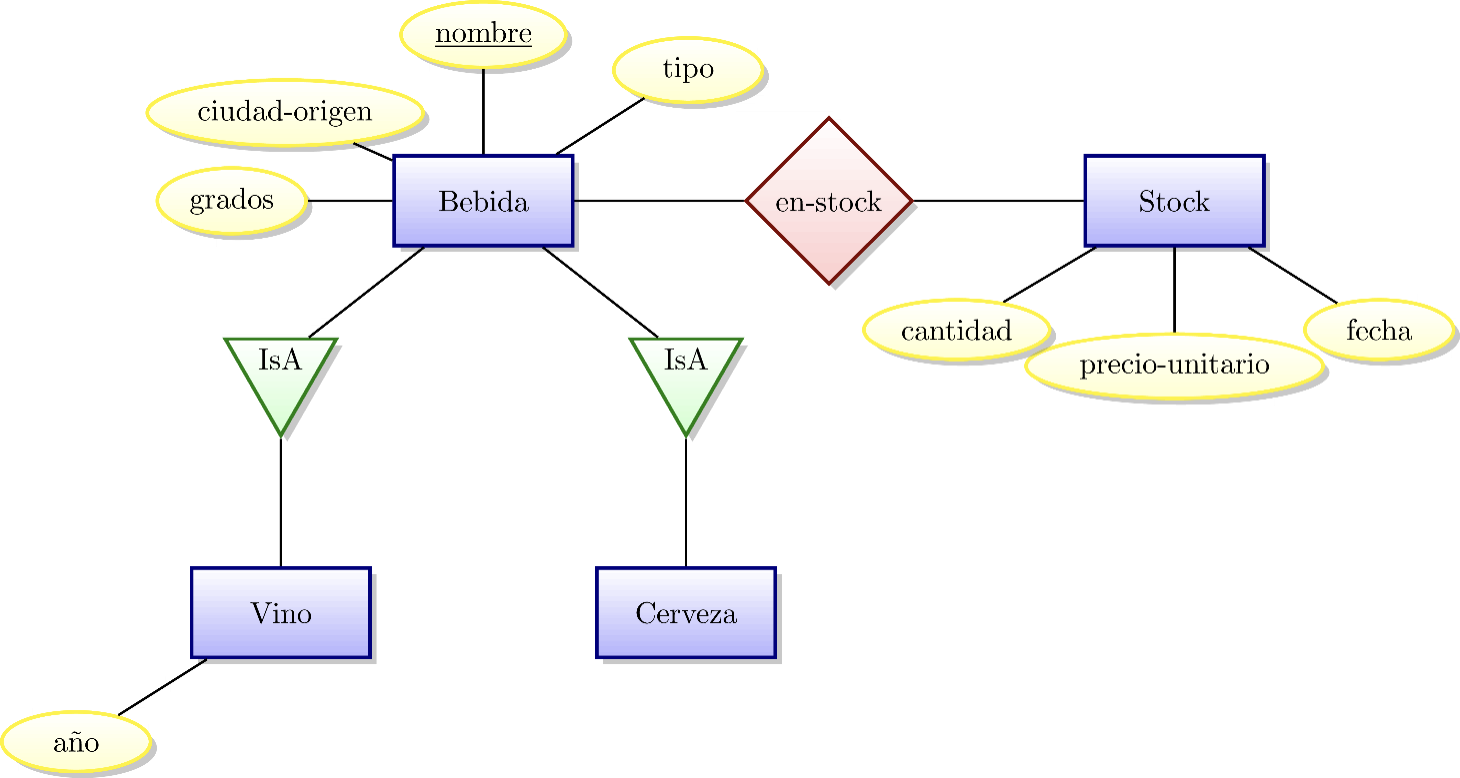 nombre
tipo
ciudad-origen
grados
Bebida
en-stock
Stock
cantidad
precio-unitario
fecha
IsA
IsA
Vino
Cerveza
año